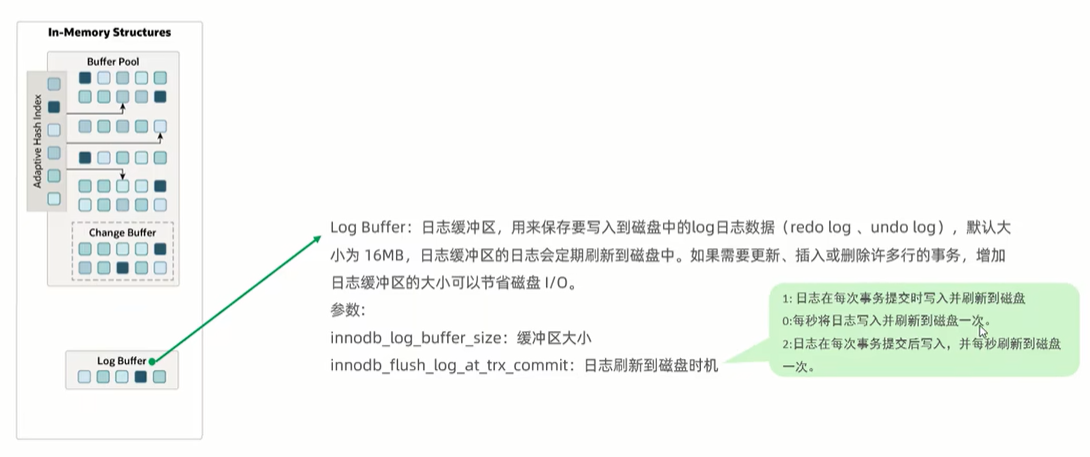 In-Memory Structures
Buffer Pool
Adaptive Hash Index
Change Buffer
Log Buffer
Log Buffer：日志缓冲区，用来保存要写入到磁盘中的log日志数据（redo log 、undo log），默认大
小为 16MB，日志缓冲区的日志会定期刷新到磁盘中。如果需要更新、插入或删除许多行的事务，增加
日志缓冲区的大小可以节省磁盘 I/O。
参数：
innodb_log_buffer_size：缓冲区大小
innodb_flush_log_at_trx_commit：日志刷新到磁盘时机
1: 日志在每次事务提交时写入并刷新到磁盘
0:每秒将日志写入并刷新到磁盘一次。
2:日志在每次事务提交后写入，并每秒刷新到磁盘
一次。